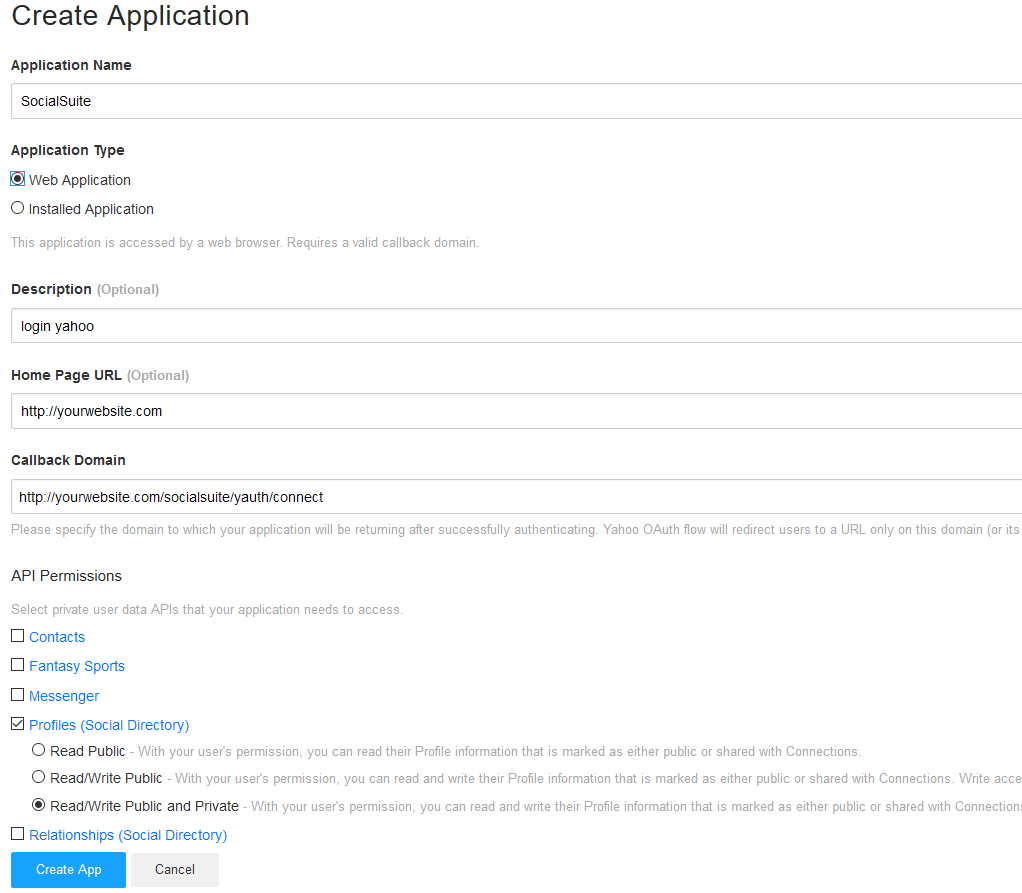 Create Application
Application Name
SocialSuite
Application Type
Web Application
Installed Application
This application is accessed by a web browser. Requires a valid callback domain.
Description (Optional)
login yahoo
Home Page URL (Optional)
http://yourwebsite.com
Callback Domain
http://yourwebsite.com/socialsuite/yauth/connect
Please specify the domain to which your application will be returning after successfully authenticating. Yahoo OAuth flow will redirect users to a URL only on this domain (or its
API Permissions
Select private user data APIs that your application needs to access.
Contacts
Fantasy Sports
Messenger
Profiles (Social Directory)
Read Public - With your user's permission, you can read their Profile information that is marked as either public or shared with Connections.
Read/Write Public - With your user's permission, you can read and write their Profile information that is marked as either public or shared with Connections. Write acce
Read/Write Public and Private - With your user's permission, you can read and write their Profile information that is marked as either public or shared with Connections
Relationships (Social Directory)
Create App Cancel